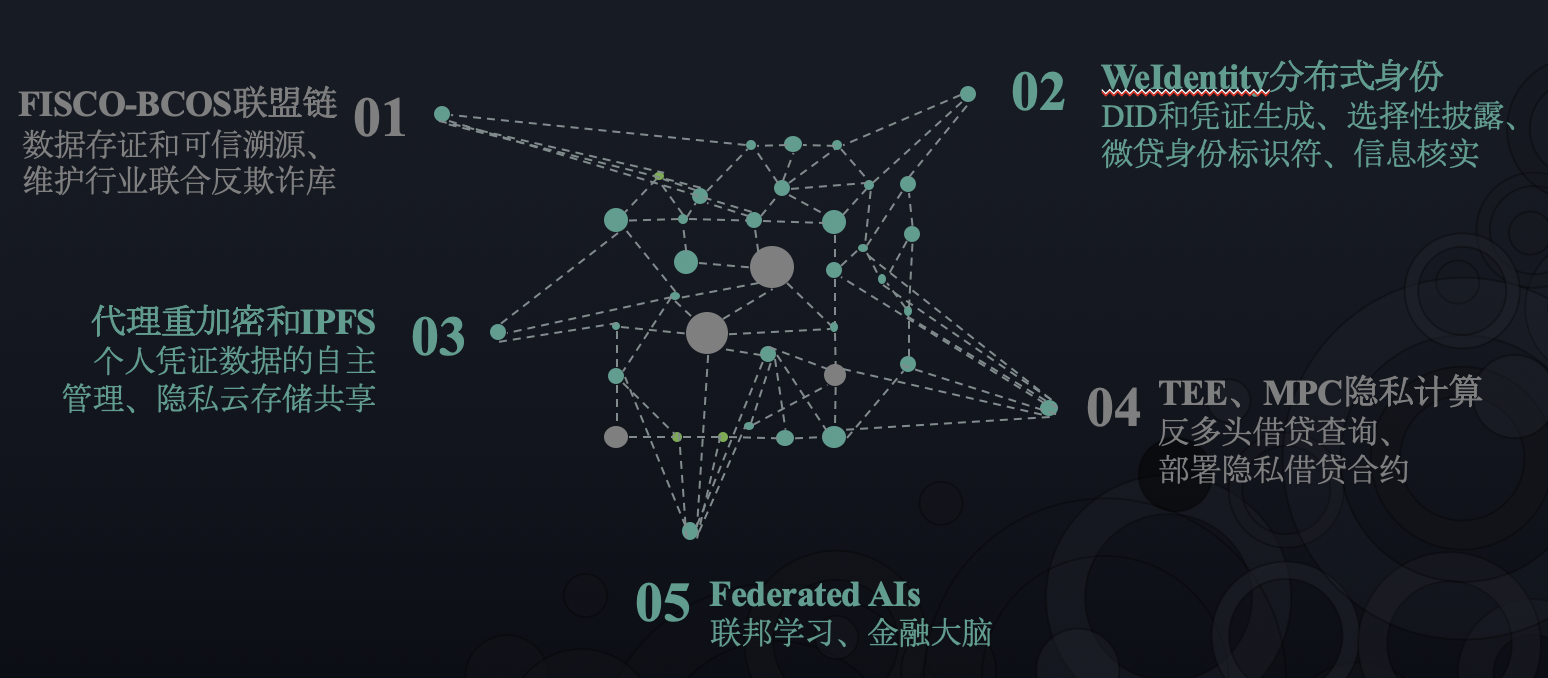 FISCO-BCOS联盟链
01
数据存证和可信溯源、
维护行业联合反欺诈库
02
WeIdentity分布式身份
DID和凭证生成、选择性披露、
微贷身份标识符、信息核实
代理重加密和IPFS
03
个人凭证数据的自主
管理、隐私云存储共享
04
TEE、MPC隐私计算
反多头借贷查询、
部署隐私借贷合约
05
Federated AIs
联邦学习、金融大脑